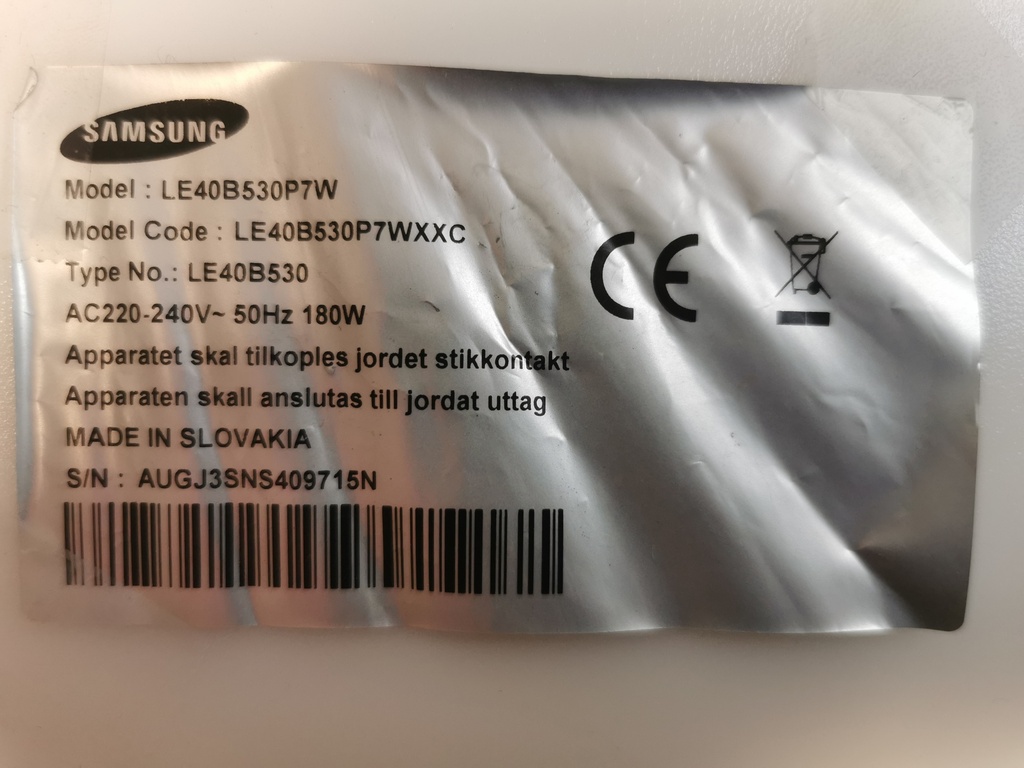 SAMSUNG
Model : LE40B530P7W
Model Code : LE40B530P7WXXC
Type No.: LE40B530
AC220-240V~ 50Hz 180W
Apparatet skal tilkoples jordet stikkontakt
Apparaten skall anslutas till jordat uttag
MADE IN SLOVAKIA
S/N : AUGJ3SNS409715N
CE